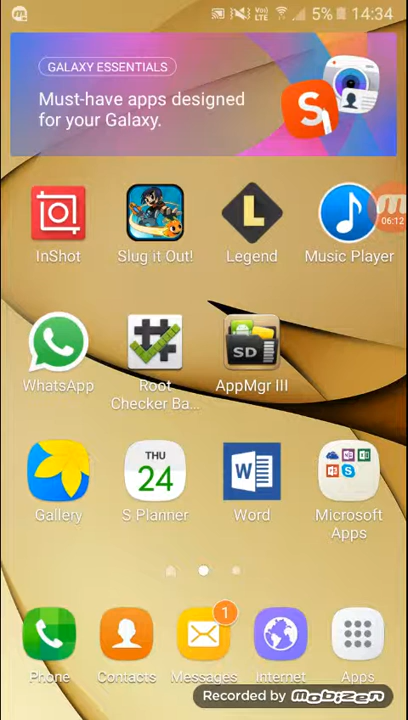 Vo))
LTE
5%
14:34
GALAXY ESSENTIALS
Must-have apps designed
for your Galaxy.
S
L
06:12
InShot
Slug it Out!
Legend
Music Player
SD
WhatsApp
Root
Checker Ba...
AppMgr III
THU
24
W
Gallery
S Planner
Word
Microsoft
Apps
1
Phone
Contacts
Messages
Internet
Apps
Recorded by mobizen